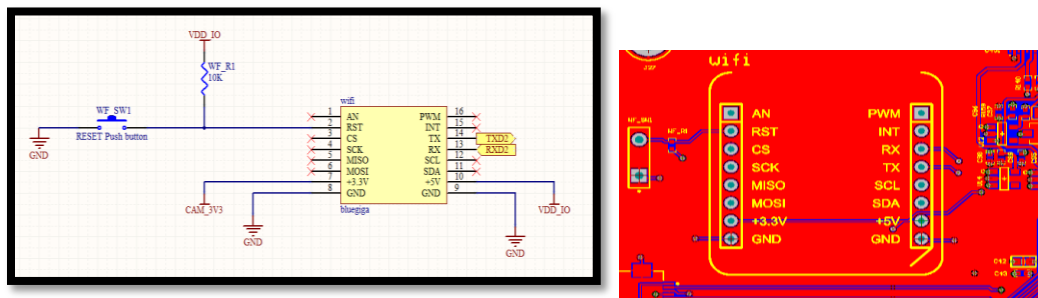 VDD_IO
WF_R1
10K
WF_SW1
RESET Push button
GND
wifi
1 AN PWM 16
2 RST INT 15
3 CS TX 14 TXD2
4 SCK RX 13 RXD2
5 MISO SCL 12
6 MOSI SDA 11
7 +3.3V +5V 10
8 GND GND 9
bluegiga
CAM_3V3
GND
VDD_IO
GND
wifi
AN PWM
RST INT
CS RX
SCK TX
MISO SCL
MOSI SDA
+3.3V +5V
GND GND